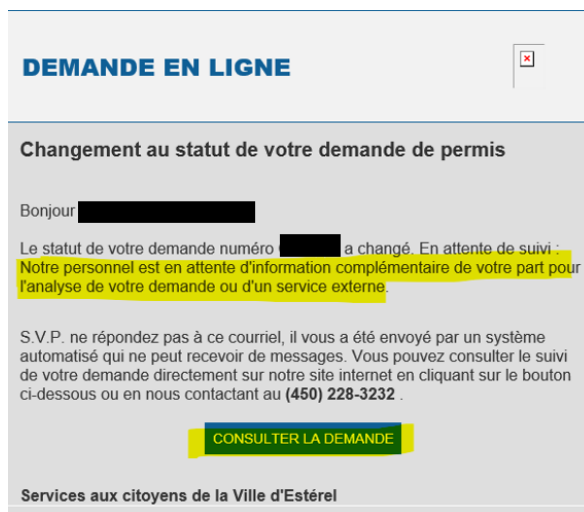 DEMANDE EN LIGNE
Changement au statut de votre demande de permis
Bonjour
Le statut de votre demande numéro a changé. En attente de suivi :
Notre personnel est en attente d'information complémentaire de votre part pour
l'analyse de votre demande ou d'un service externe.
S.V.P. ne répondez pas à ce courriel, il vous a été envoyé par un système
automatisé qui ne peut recevoir de messages. Vous pouvez consulter le suivi
de votre demande directement sur notre site internet en cliquant sur le bouton
ci-dessous ou en nous contactant au (450) 228-3232 .
CONSULTER LA DEMANDE
Services aux citoyens de la Ville d'Estérel